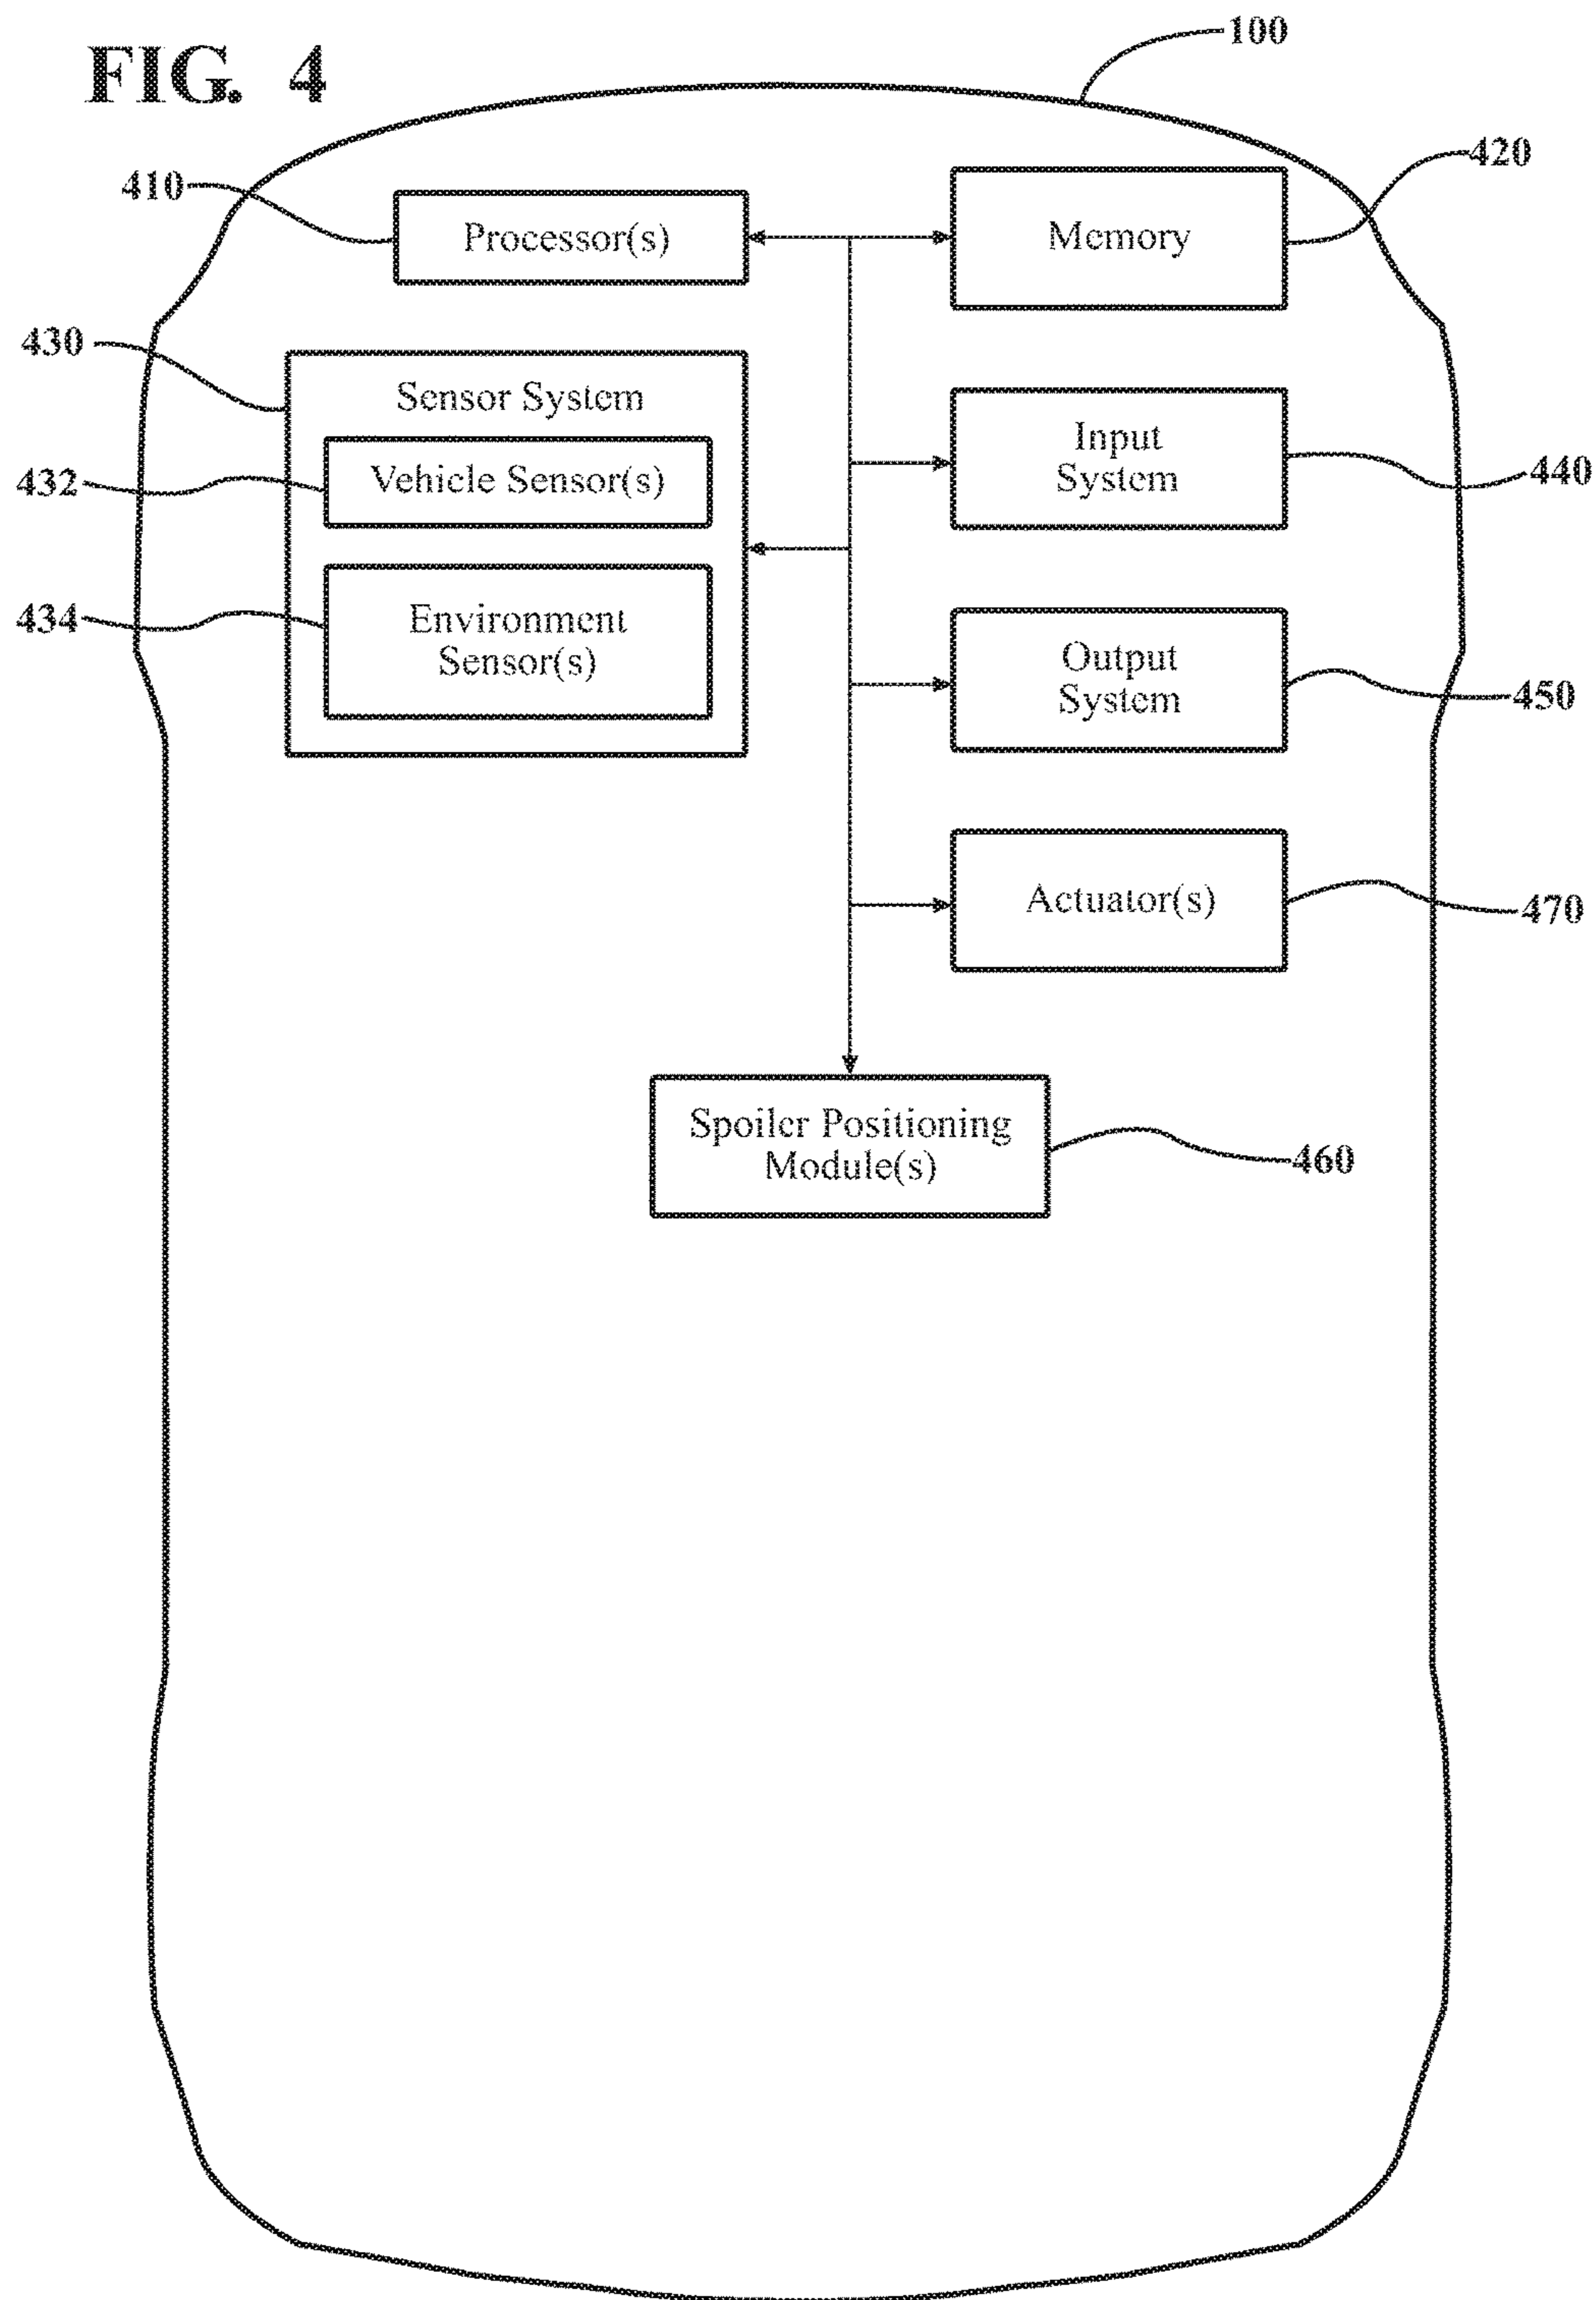 FIG. 4
100
410
Processor(s)
Memory
420
430
Sensor System
Input
System
440
432
Vehicle Sensor(s)
434
Environment
Sensor(s)
Output
System
450
Actuator(s)
470
Spoiler Positioning
Module(s)
460